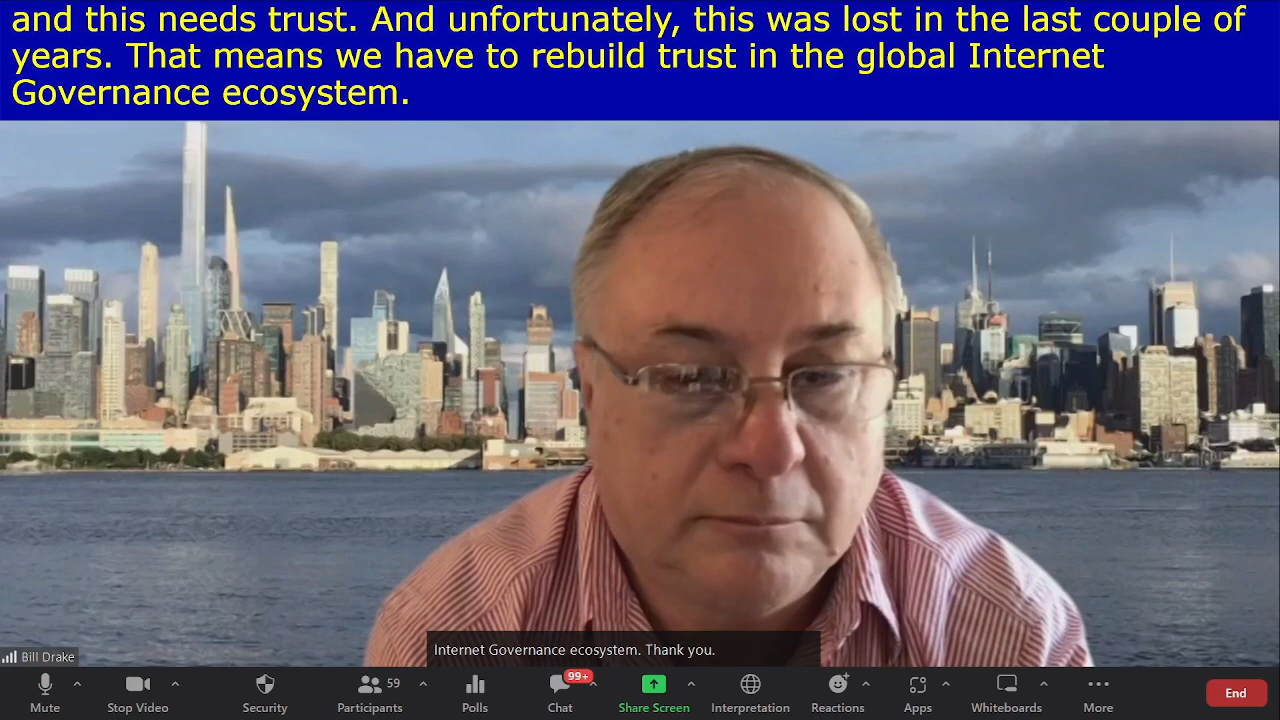 and this needs trust. And unfortunately, this was lost in the last couple of
years. That means we have to rebuild trust in the global Internet
Governance ecosystem.
Internet Governance ecosystem. Thank you.
Bill Drake
59
99+
Mute
Stop Video
Security
Participants
Polls
Chat
Share Screen
Interpretation
Reactions
Apps
Whiteboards
More
End